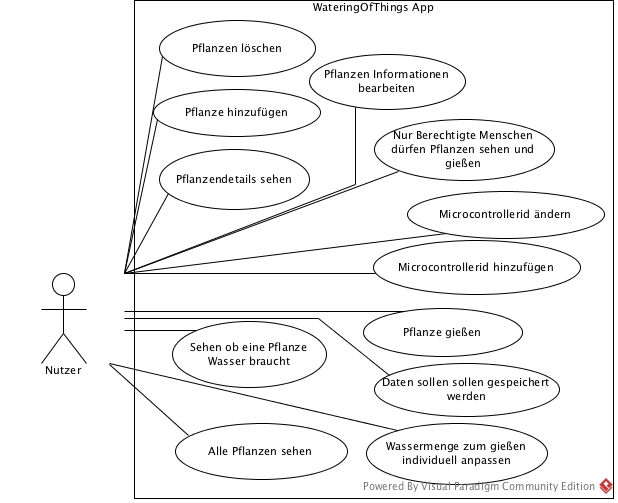 WateringOfThings App
Pflanzen löschen
Pflanzen Informationen
bearbeiten
Pflanze hinzufügen
Nur Berechtigte Menschen
dürfen Pflanzen sehen und
gießen
Pflanzendetails sehen
Microcontrollerid ändern
Microcontrollerid hinzufügen
Pflanze gießen
Sehen ob eine Pflanze
Wasser braucht
Nutzer
Daten sollen sollen gespeichert
werden
Alle Pflanzen sehen
Wassermenge zum gießen
individuell anpassen
Powered By Visual Paradigm Community Edition